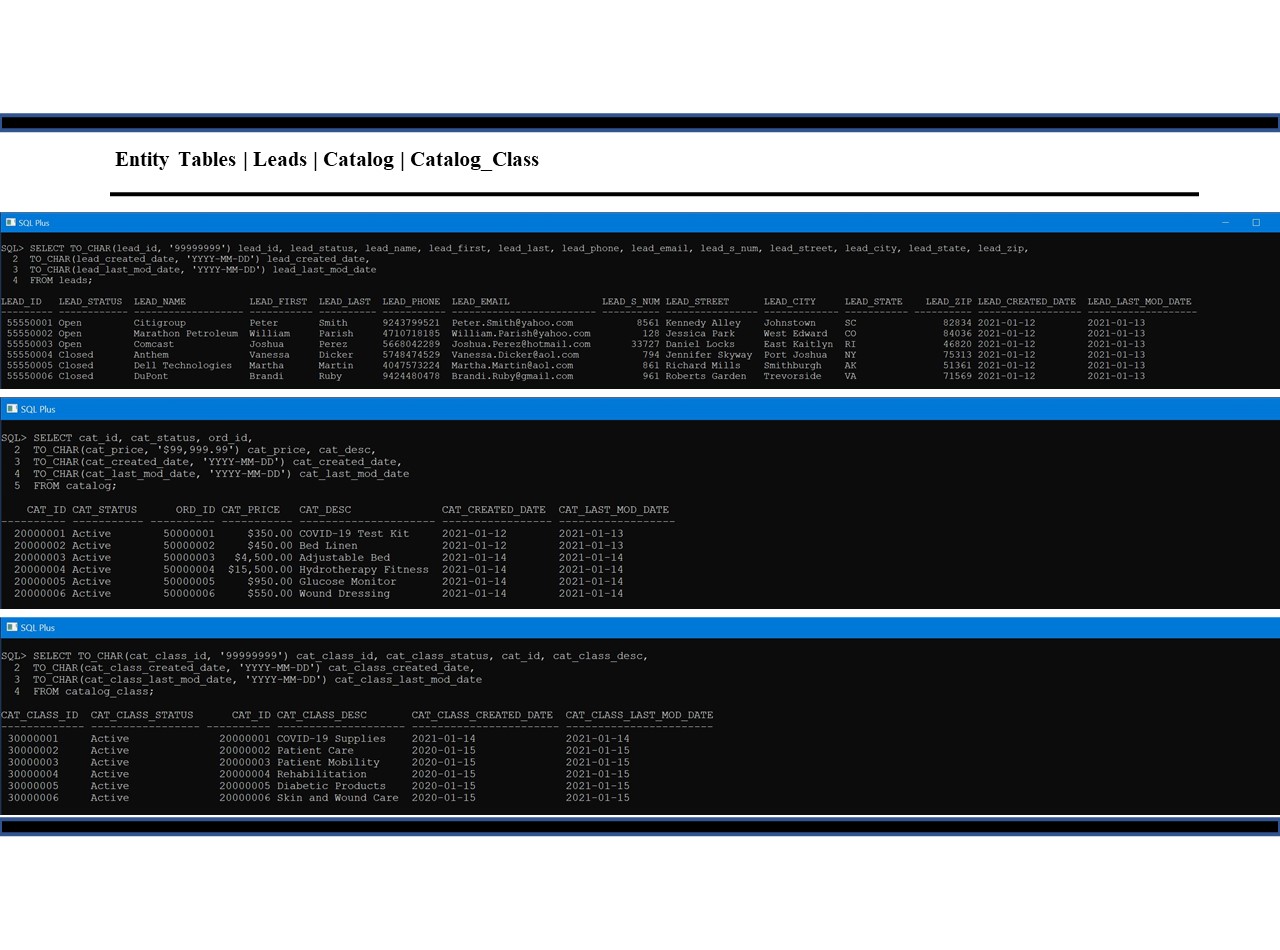 Entity Tables | Leads | Catalog | Catalog_Class
SQL Plus
SQL> SELECT TO_CHAR(lead_id, '99999999') lead_id, lead_status, lead_name, lead_first, lead_last, lead_phone, lead_email, lead_s_num, lead_street, lead_city, lead_state, lead_zip,
2 TO_CHAR(lead_created_date, 'YYYY-MM-DD') lead_created_date,
3 TO_CHAR(lead_last_mod_date, 'YYYY-MM-DD') lead_last_mod_date
4 FROM leads;
LEAD_ID LEAD_STATUS LEAD_NAME LEAD_FIRST LEAD_LAST LEAD_PHONE LEAD_EMAIL LEAD_S_NUM LEAD_STREET LEAD_CITY LEAD_STATE LEAD_ZIP LEAD_CREATED_DATE LEAD_LAST_MOD_DATE
55550001 Open Citigroup Peter Smith 9243799521 Peter.Smith@yahoo.com 8561 Kennedy Alley Johnstown SC 82834 2021-01-12 2021-01-13
55550002 Open Marathon Petroleum William Parish 4710718185 William.Parish@yahoo.com 128 Jessica Park West Edward CO 84036 2021-01-12 2021-01-13
55550003 Open Comcast Joshua Perez 5668042289 Joshua.Perez@hotmail.com 33727 Daniel Locks East Kaitlyn RI 46820 2021-01-12 2021-01-13
55550004 Closed Anthem Vanessa Dicker 5748474529 Vanessa.Dicker@aol.com 794 Jennifer Skyway Port Joshua NY 75313 2021-01-12 2021-01-13
55550005 Closed Dell Technologies Martha Martin 4047573224 Martha.Martin@aol.com 861 Richard Mills Smithburgh AK 51361 2021-01-12 2021-01-13
55550006 Closed DuPont Brandi Ruby 9424480478 Brandi.Ruby@gmail.com 961 Roberts Garden Trevorside VA 71569 2021-01-12 2021-01-13
SQL Plus
SQL> SELECT cat_id, cat_status, ord_id,
2 TO_CHAR(cat_price, '$99,999.99') cat_price, cat_desc,
3 TO_CHAR(cat_created_date, 'YYYY-MM-DD') cat_created_date,
4 TO_CHAR(cat_last_mod_date, 'YYYY-MM-DD') cat_last_mod_date
5 FROM catalog;
CAT_ID CAT_STATUS ORD_ID CAT_PRICE CAT_DESC CAT_CREATED_DATE CAT_LAST_MOD_DATE
20000001 Active 50000001 $350.00 COVID-19 Test Kit 2021-01-12 2021-01-13
20000002 Active 50000002 $450.00 Bed Linen 2021-01-12 2021-01-13
20000003 Active 50000003 $4,500.00 Adjustable Bed 2021-01-14 2021-01-14
20000004 Active 50000004 $15,500.00 Hydrotherapy Fitness 2021-01-14 2021-01-14
20000005 Active 50000005 $950.00 Glucose Monitor 2021-01-14 2021-01-14
20000006 Active 50000006 $550.00 Wound Dressing 2021-01-14 2021-01-14
SQL Plus
SQL> SELECT TO_CHAR(cat_class_id, '99999999') cat_class_id, cat_class_status, cat_id, cat_class_desc,
2 TO_CHAR(cat_class_created_date, 'YYYY-MM-DD') cat_class_created_date,
3 TO_CHAR(cat_class_last_mod_date, 'YYYY-MM-DD') cat_class_last_mod_date
4 FROM catalog_class;
CAT_CLASS_ID CAT_CLASS_STATUS CAT_ID CAT_CLASS_DESC CAT_CLASS_CREATED_DATE CAT_CLASS_LAST_MOD_DATE
30000001 Active 20000001 COVID-19 Supplies 2021-01-14 2021-01-14
30000002 Active 20000002 Patient Care 2020-01-15 2021-01-15
30000003 Active 20000003 Patient Mobility 2020-01-15 2021-01-15
30000004 Active 20000004 Rehabilitation 2020-01-15 2021-01-15
30000005 Active 20000005 Diabetic Products 2020-01-15 2021-01-15
30000006 Active 20000006 Skin and Wound Care 2020-01-15 2021-01-15